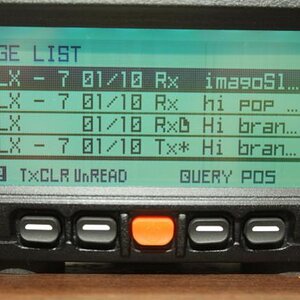 GE LIST
LX - 7 01/10 Rx imagoSl...
LX - 7 01/10 Rx hi pop ...
LX - 01/10 Rx Hi bran...
LX - 7 01/10 Tx* Hi bran...
TxCLR UnREAD QUERY POS